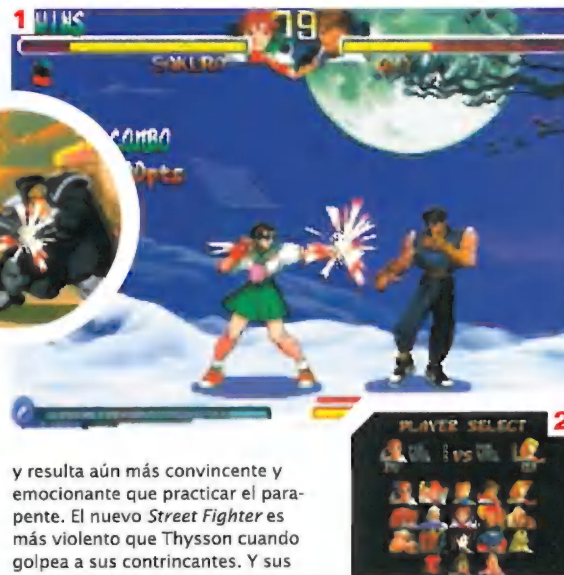 1
WINS
79
SAKURA
COMBO
0pts
y resulta aún más convincente y
emocionante que practicar el para-
pente. El nuevo Street Fighter es
más violento que Thysson cuando
golpea a sus contrincantes. Y sus
2
PLAYER SELECT
VS